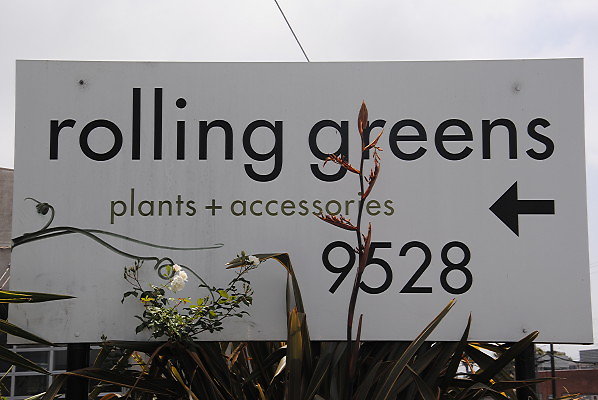 rolling greens
plants + accessories
9528